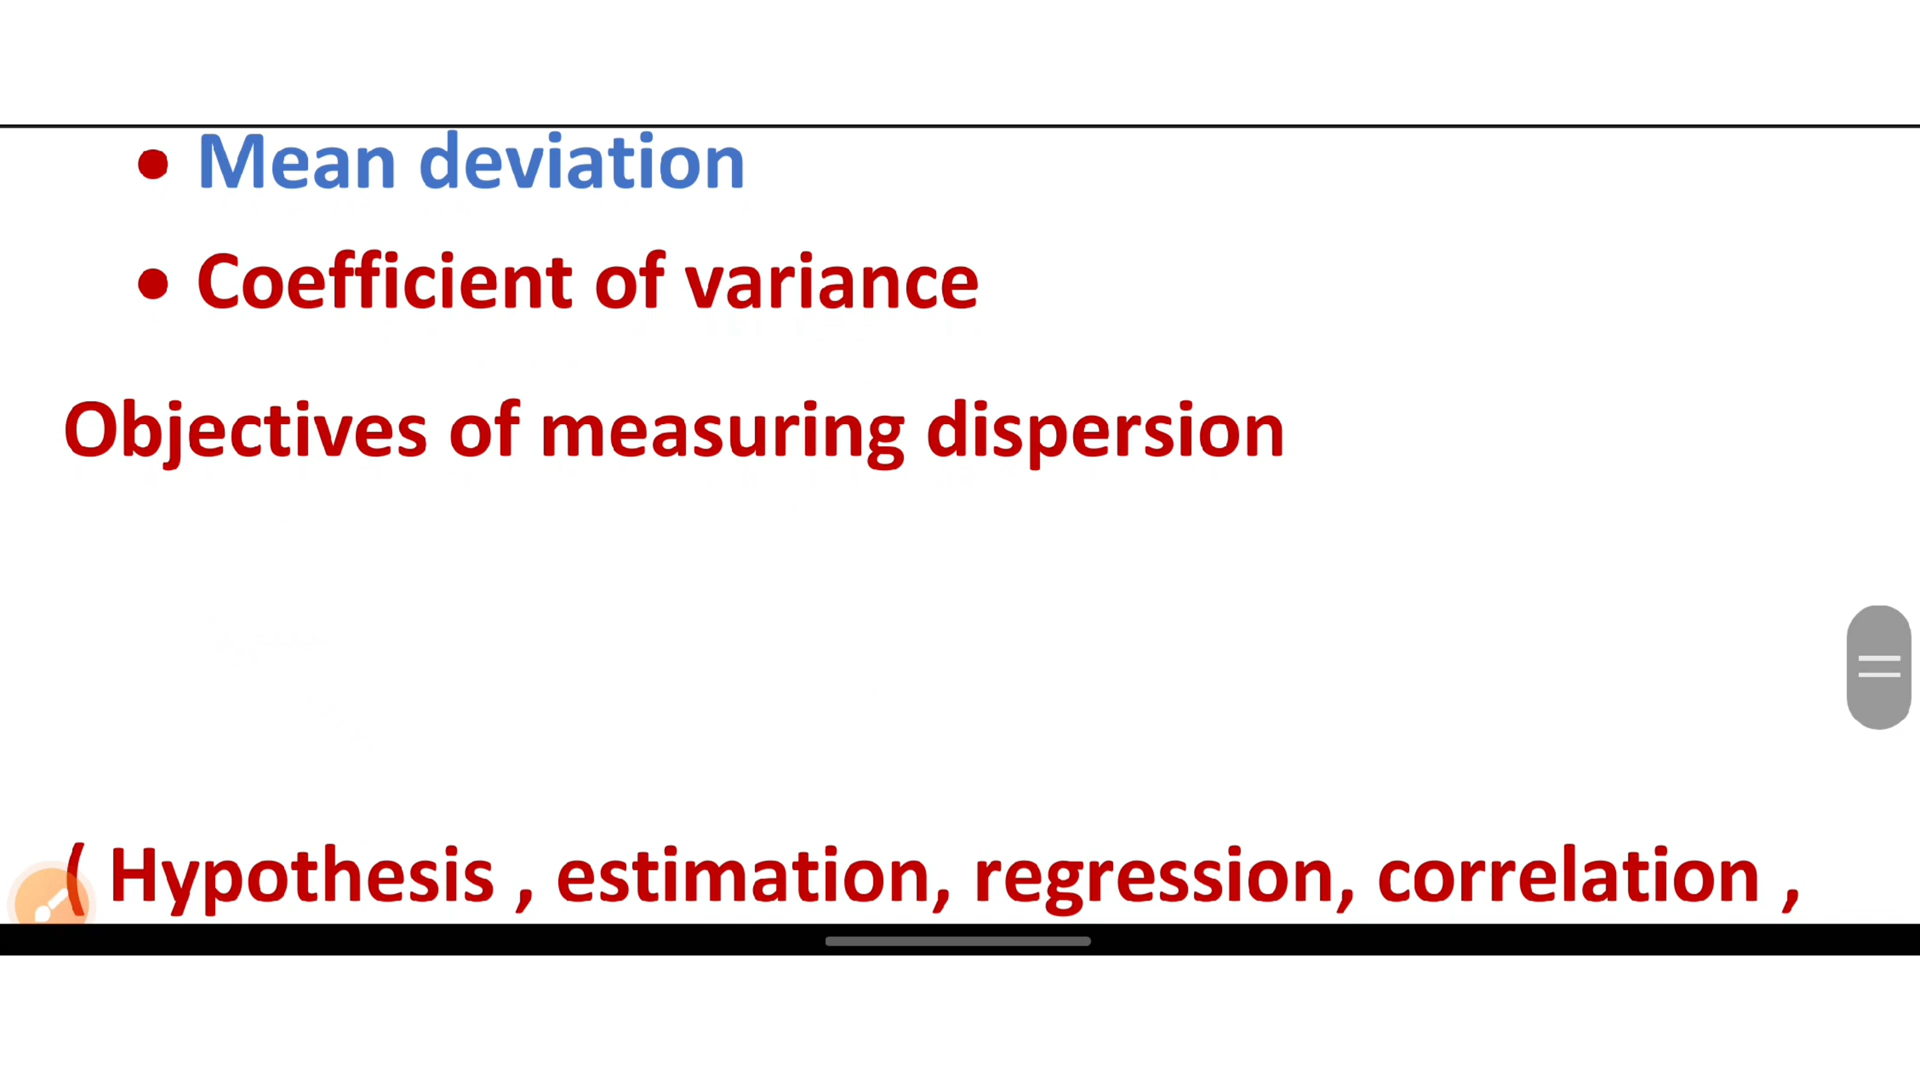 • Mean deviation
• Coefficient of variance
Objectives of measuring dispersion
( Hypothesis , estimation, regression, correlation ,